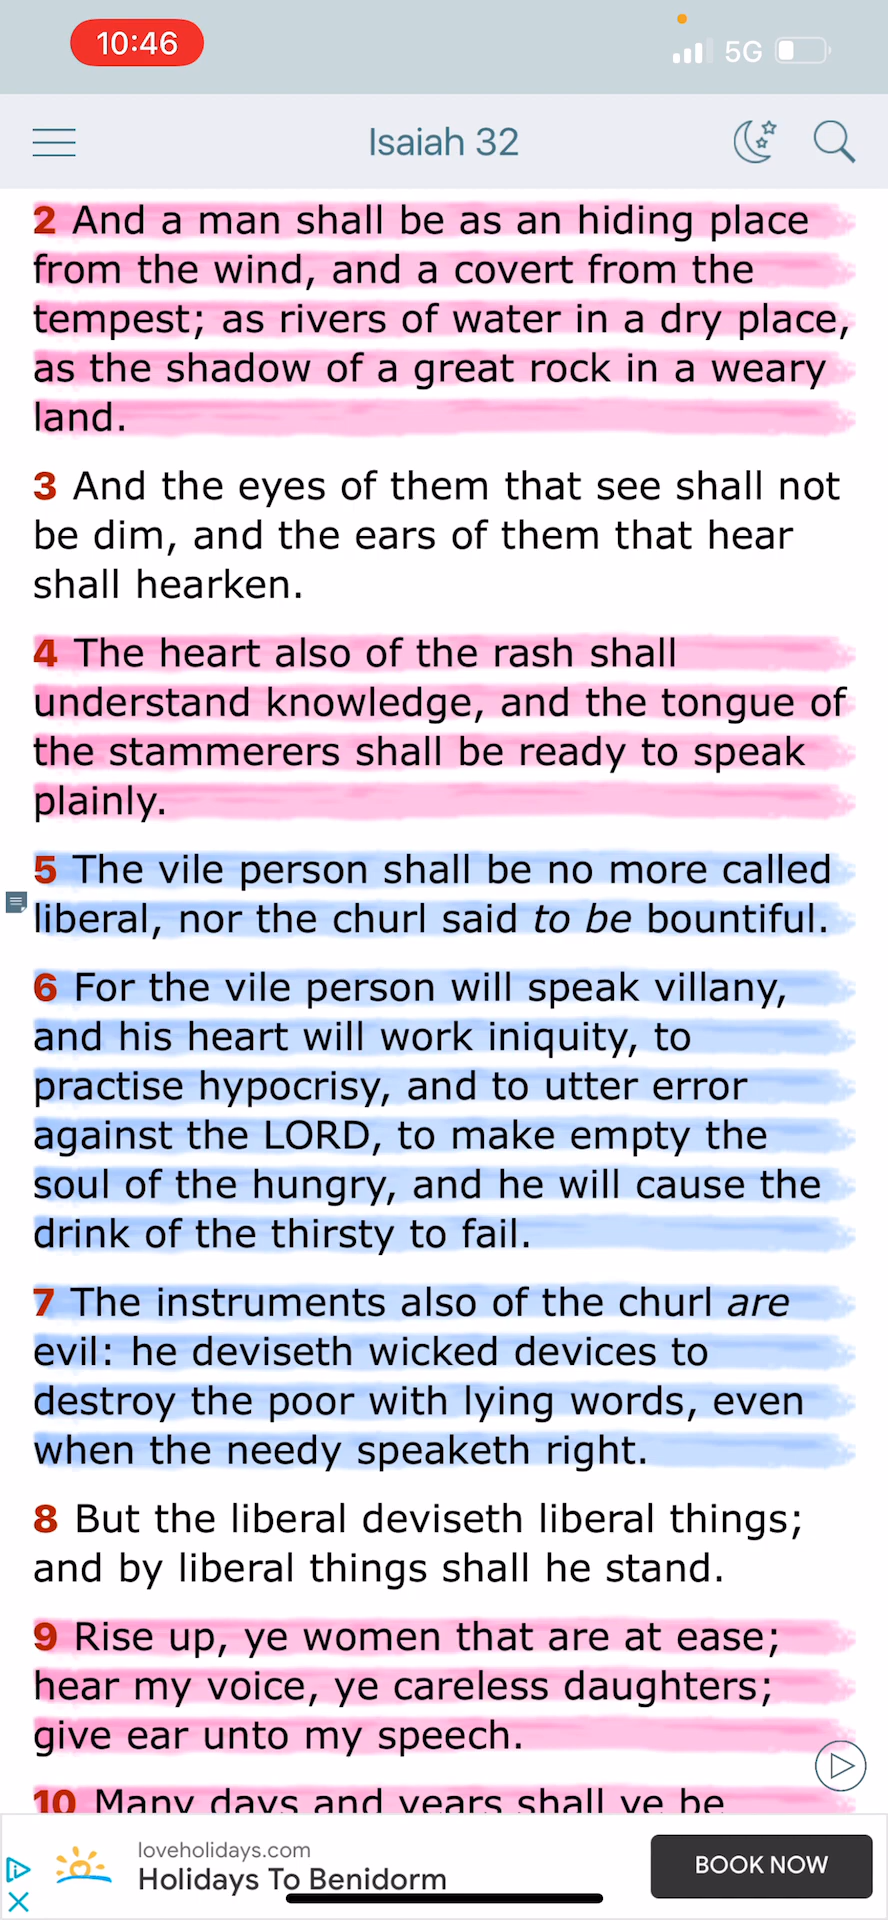 10:46
5G
Isaiah 32
2 And a man shall be as an hiding place
from the wind, and a covert from the
tempest; as rivers of water in a dry place,
as the shadow of a great rock in a weary
land.
3 And the eyes of them that see shall not
be dim, and the ears of them that hear
shall hearken.
4 The heart also of the rash shall
understand knowledge, and the tongue of
the stammerers shall be ready to speak
plainly.
5 The vile person shall be no more called
liberal, nor the churl said to be bountiful.
6 For the vile person will speak villany,
and his heart will work iniquity, to
practise hypocrisy, and to utter error
against the LORD, to make empty the
soul of the hungry, and he will cause the
drink of the thirsty to fail.
7 The instruments also of the churl are
evil: he deviseth wicked devices to
destroy the poor with lying words, even
when the needy speaketh right.
8 But the liberal deviseth liberal things;
and by liberal things shall he stand.
9 Rise up, ye women that are at ease;
hear my voice, ye careless daughters;
give ear unto my speech.
10 Many days and years shall ye be
loveholidays.com
Holidays To Benidorm
BOOK NOW